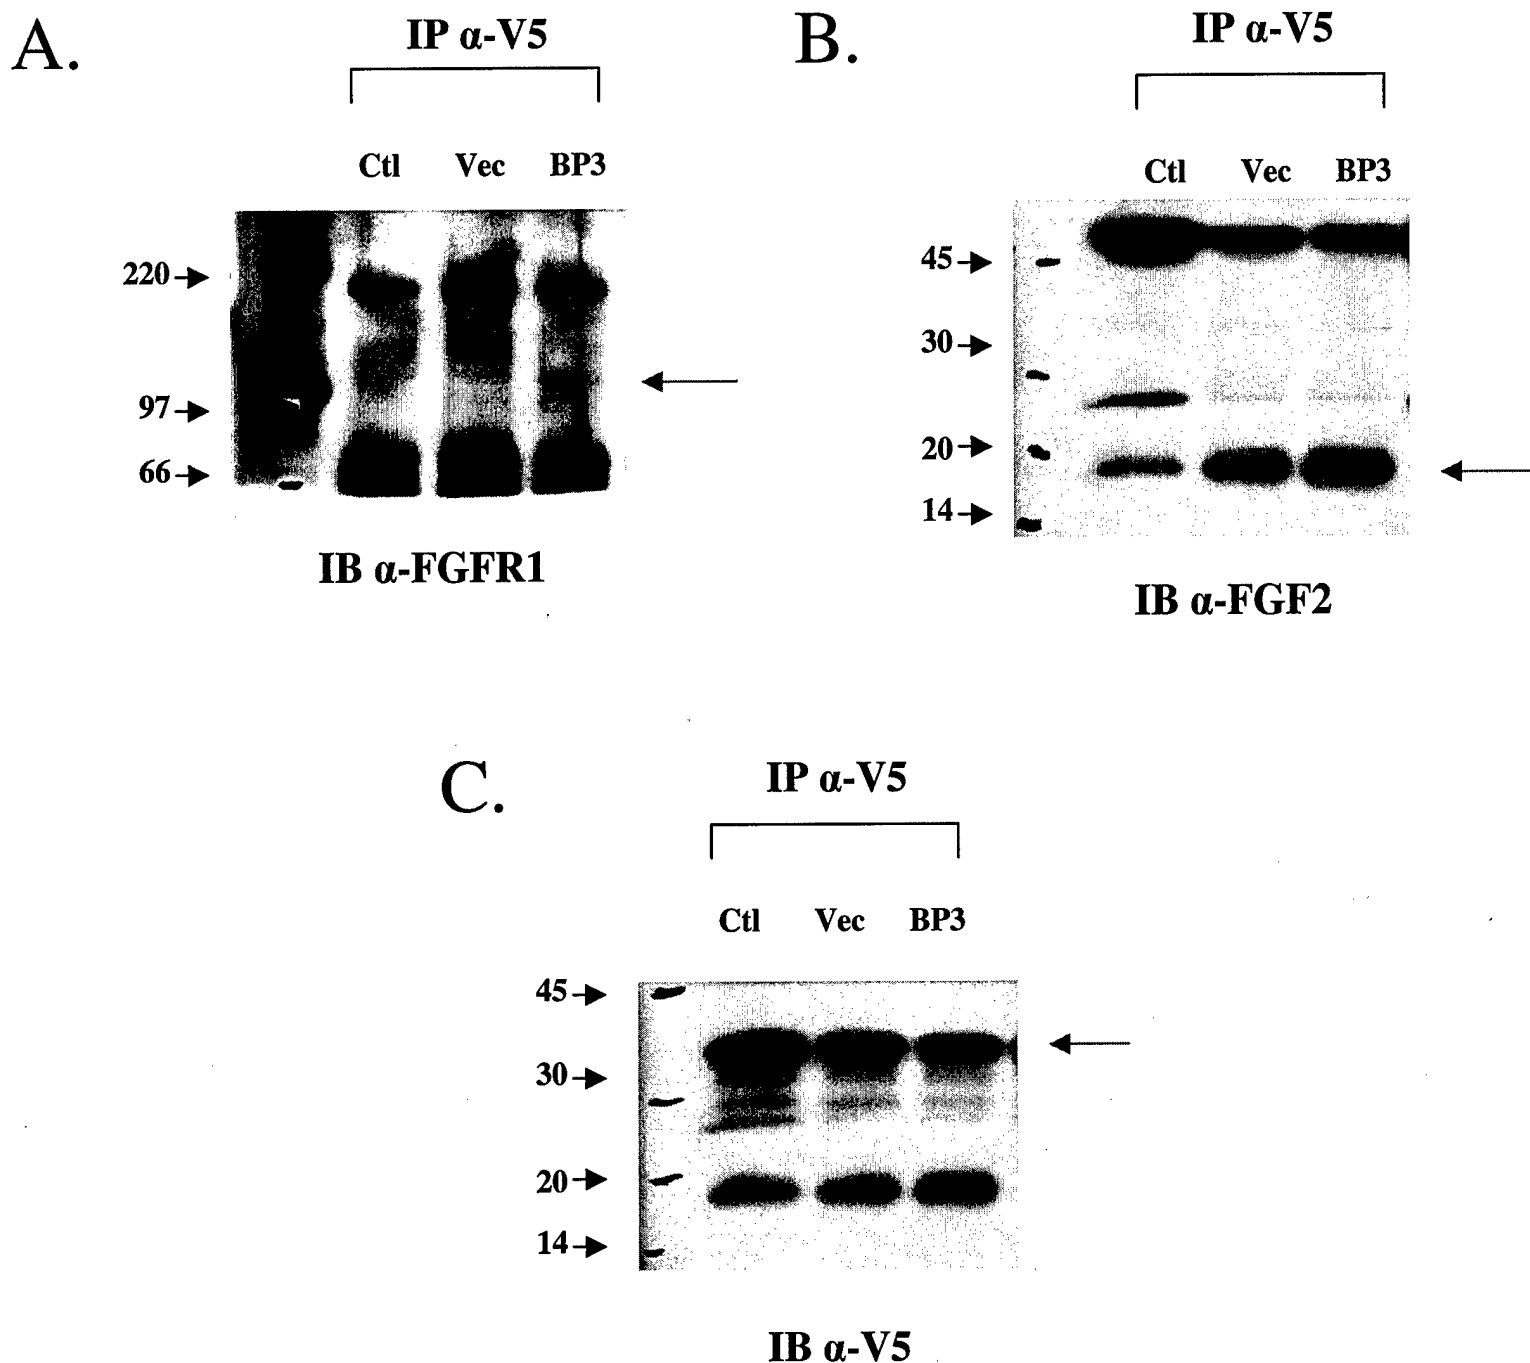 A.
IP α-V5
Ctl Vec BP3
220
97
66
IB α-FGFR1
B.
IP α-V5
Ctl Vec BP3
45
30
20
14
IB α-FGF2
C.
IP α-V5
Ctl Vec BP3
45
30
20
14
IB α-V5